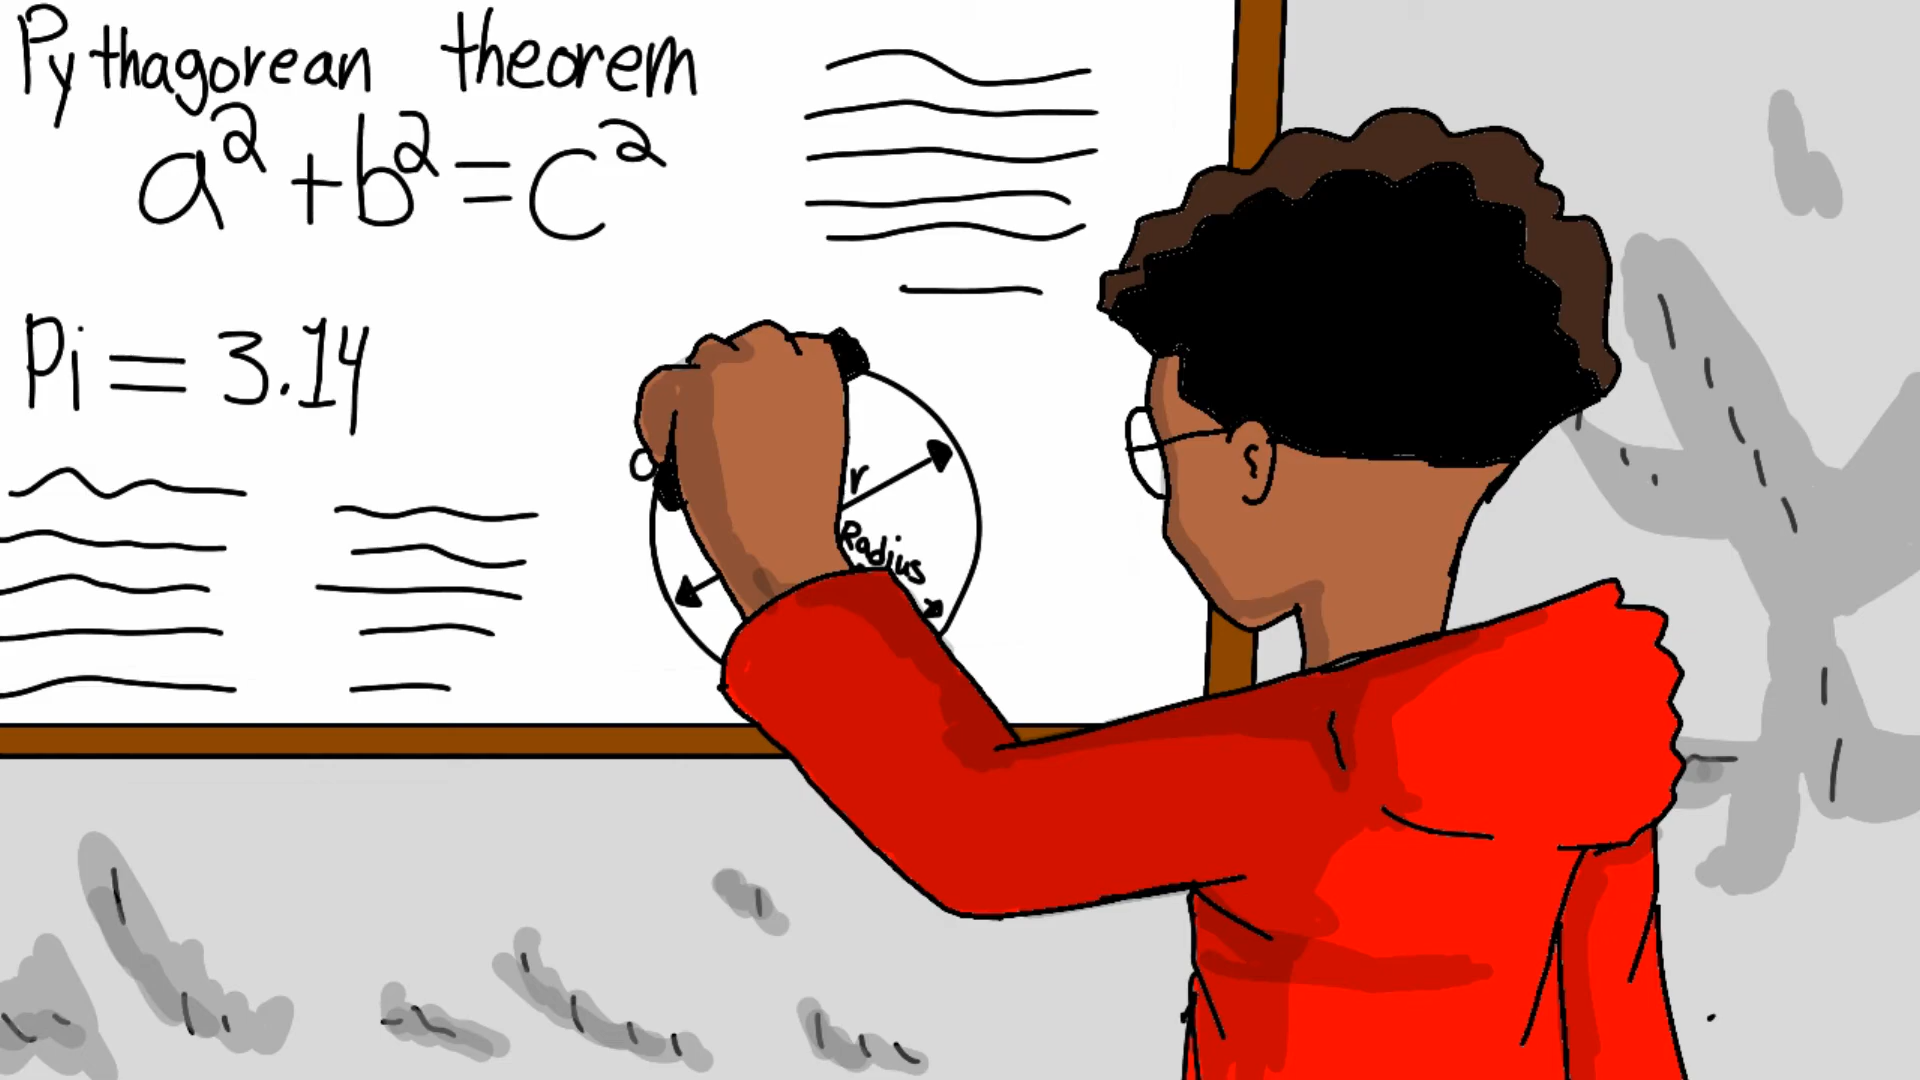 Pythagorean theorem
a²+b²=c²
Pi = 3.14
r
Radius